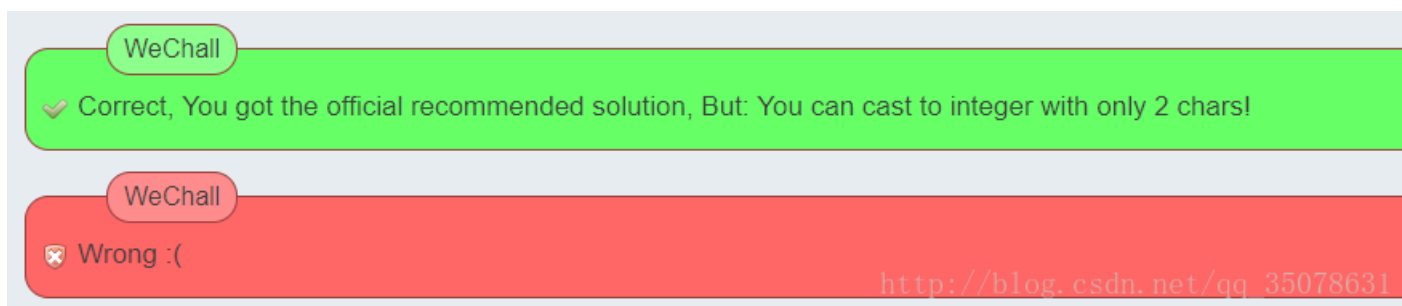 WeChall
Correct, You got the official recommended solution, But: You can cast to integer with only 2 chars!
WeChall
Wrong :(
http://blog.csdn.net/qq_35078631